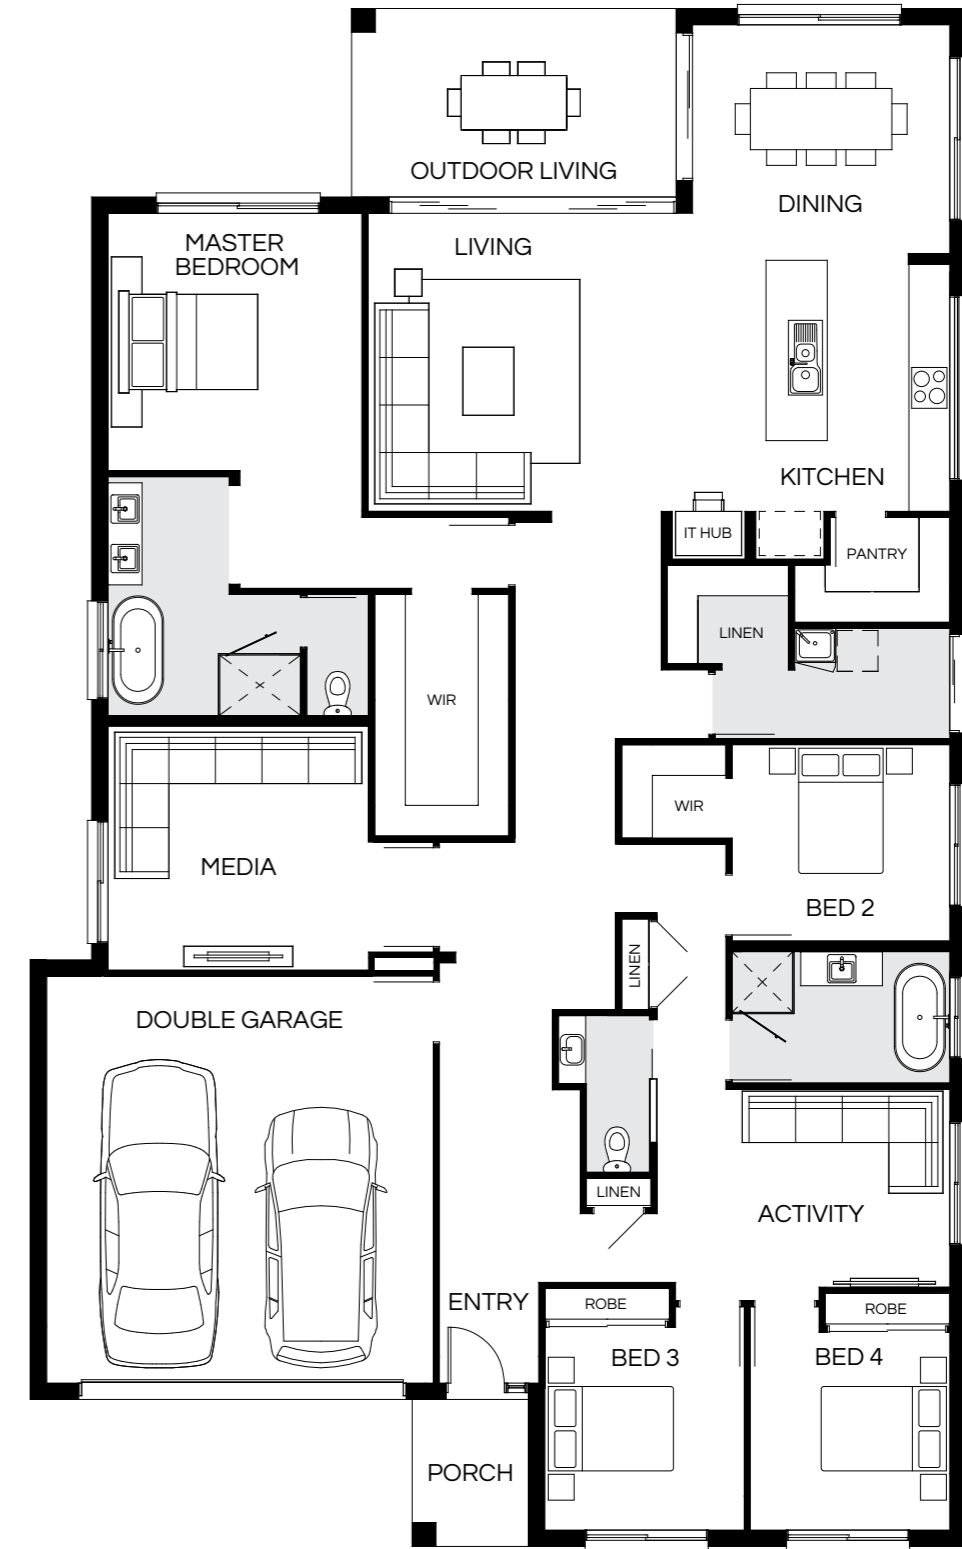 OUTDOOR LIVING
DINING
MASTER
BEDROOM
LIVING
KITCHEN
IT HUB
PANTRY
LINEN
WIR
WIR
MEDIA
BED 2
LINEN
DOUBLE GARAGE
LINEN
ACTIVITY
ENTRY
ROBE
ROBE
BED 3
BED 4
PORCH